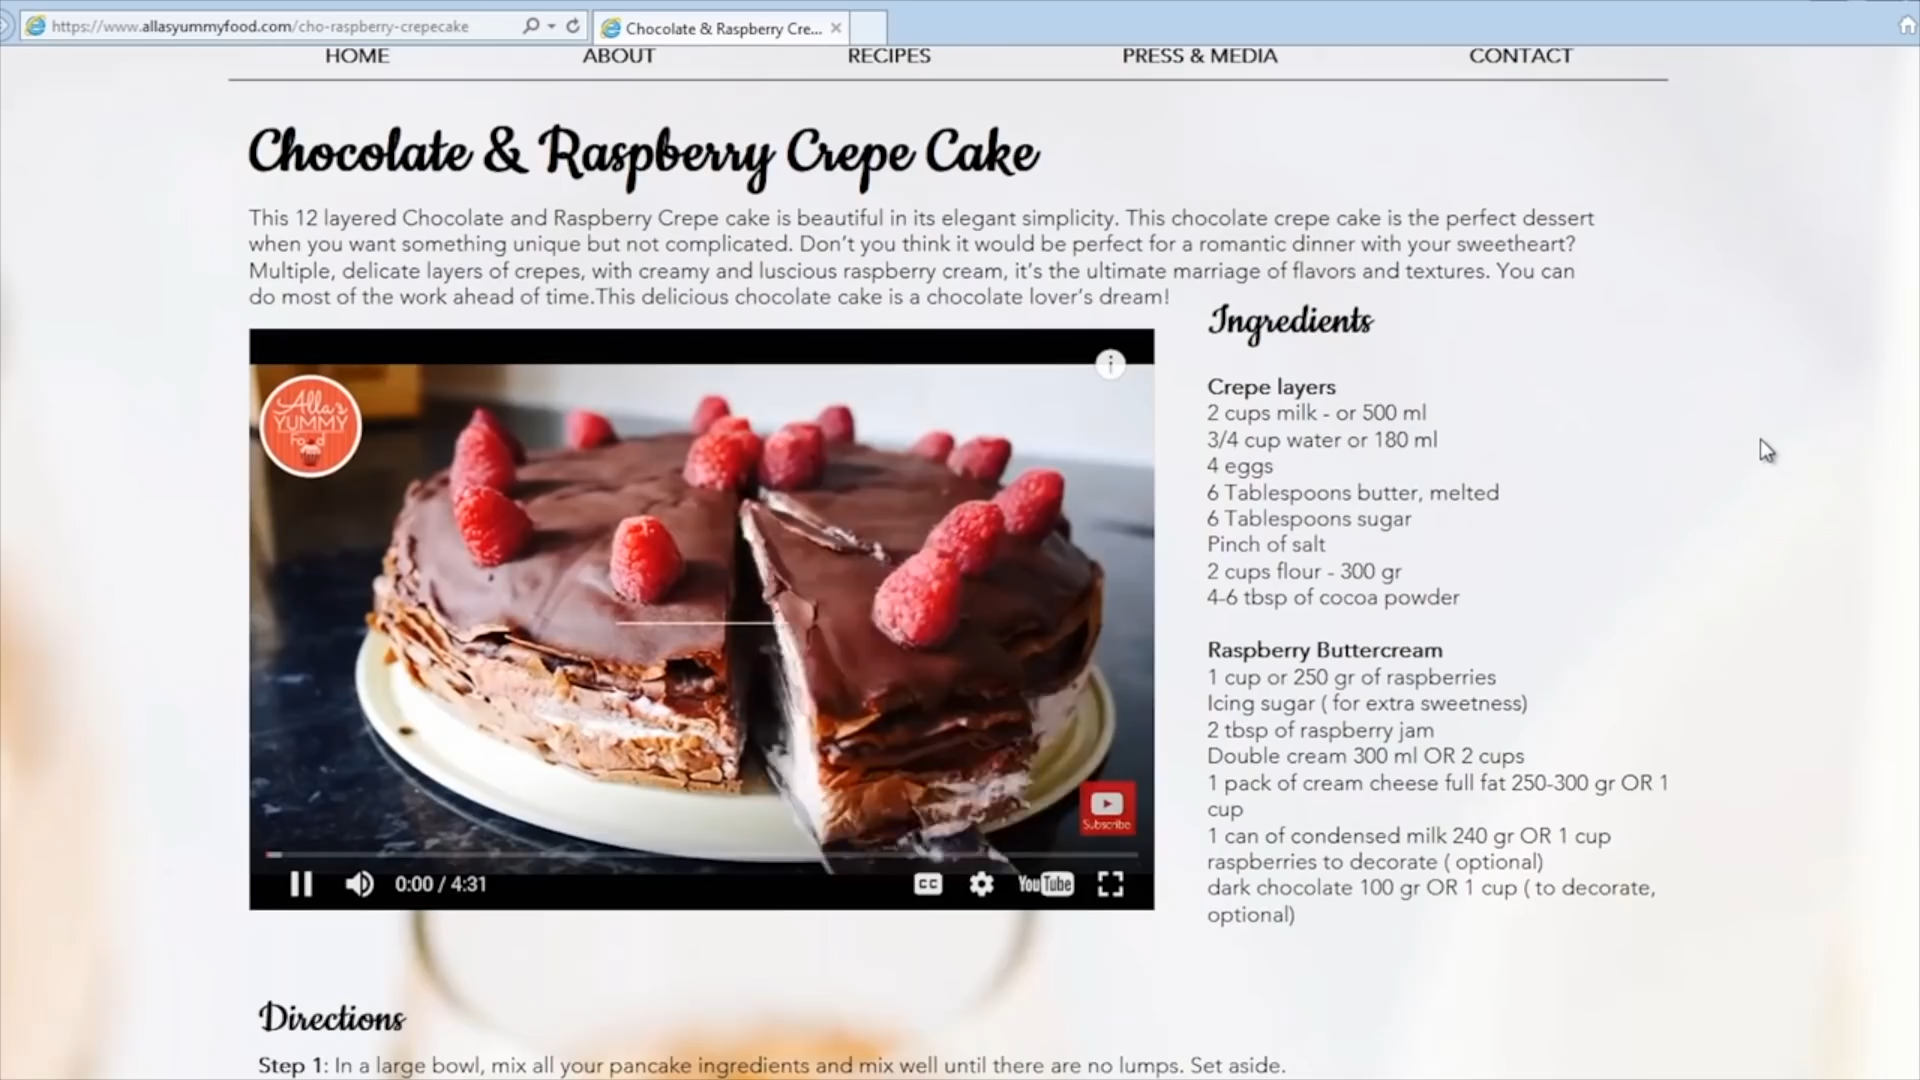 https://www.allasyummyfood.com/cho-raspberry-crepecake
Chocolate & Raspberry Cre...
HOME ABOUT RECIPES PRESS & MEDIA CONTACT
Chocolate & Raspberry Crepe Cake
This 12 layered Chocolate and Raspberry Crepe cake is beautiful in its elegant simplicity. This chocolate crepe cake is the perfect dessert
when you want something unique but not complicated. Don't you think it would be perfect for a romantic dinner with your sweetheart?
Multiple, delicate layers of crepes, with creamy and luscious raspberry cream, it's the ultimate marriage of flavors and textures. You can
do most of the work ahead of time.This delicious chocolate cake is a chocolate lover's dream!
Alla's
YUMMY
Food
Subscribe
0:00 / 4:31
CC
YouTube
Ingredients
Crepe layers
2 cups milk - or 500 ml
3/4 cup water or 180 ml
4 eggs
6 Tablespoons butter, melted
6 Tablespoons sugar
Pinch of salt
2 cups flour - 300 gr
4-6 tbsp of cocoa powder
Raspberry Buttercream
1 cup or 250 gr of raspberries
Icing sugar ( for extra sweetness)
2 tbsp of raspberry jam
Double cream 300 ml OR 2 cups
1 pack of cream cheese full fat 250-300 gr OR 1
cup
1 can of condensed milk 240 gr OR 1 cup
raspberries to decorate ( optional)
dark chocolate 100 gr OR 1 cup ( to decorate,
optional)
Directions
Step 1: In a large bowl, mix all your pancake ingredients and mix well until there are no lumps. Set aside.